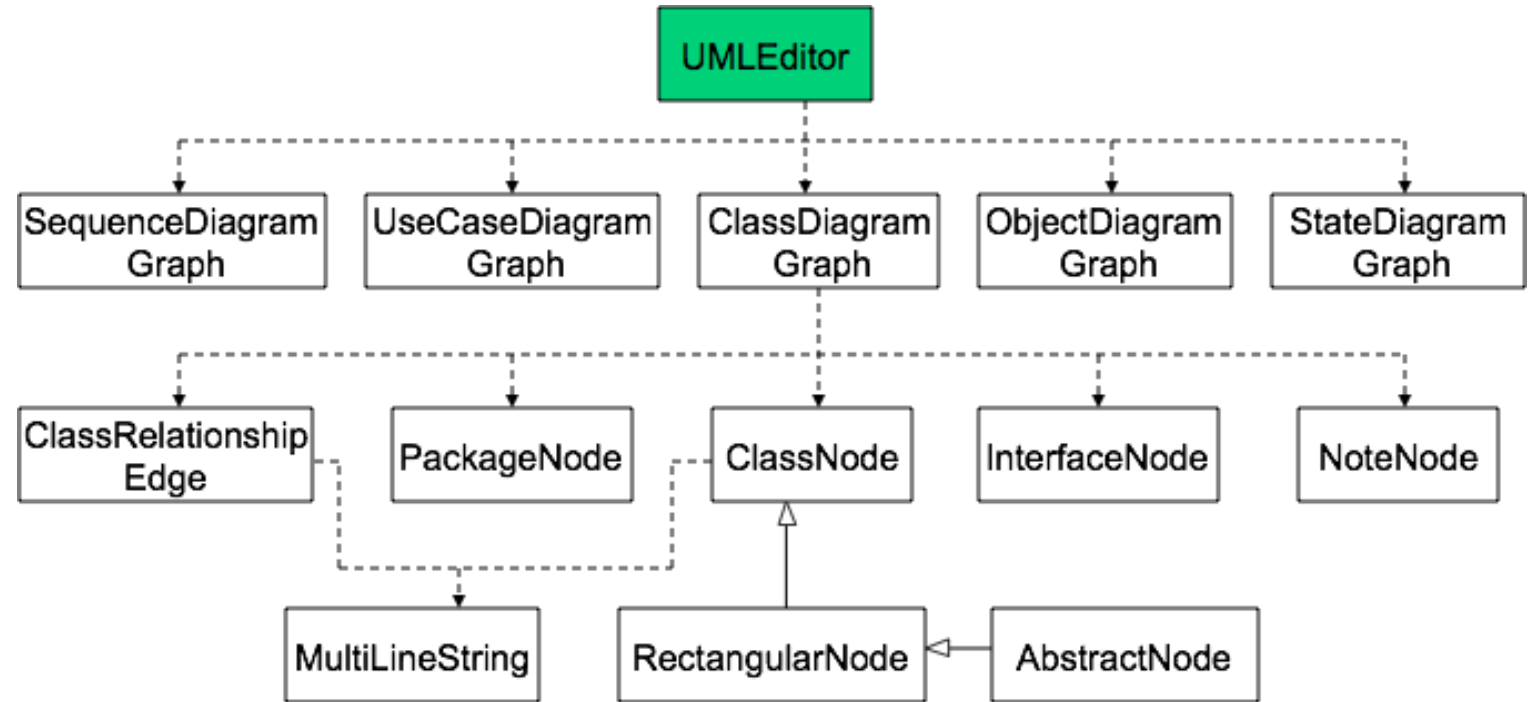 UMLEditor
SequenceDiagram
Graph
UseCaseDiagram
Graph
ClassDiagram
Graph
ObjectDiagram
Graph
StateDiagram
Graph
ClassRelationship
Edge
PackageNode
ClassNode
InterfaceNode
NoteNode
MultiLineString
RectangularNode
AbstractNode